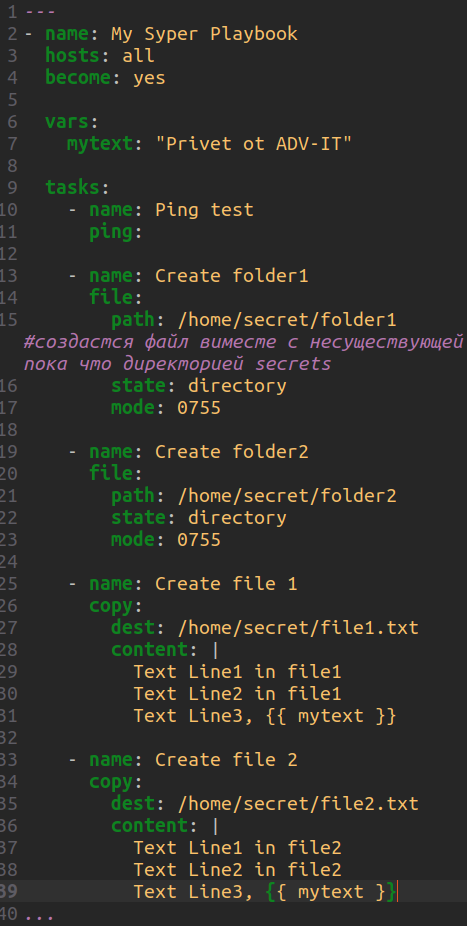 1 ---
2 - name: My Syper Playbook
3   hosts: all
4   become: yes
5
6   vars:
7     mytext: "Privet ot ADV-IT"
8
9   tasks:
10     - name: Ping test
11       ping:
12
13     - name: Create folder1
14       file:
15         path: /home/secret/folder1
#создастся файл виместе с несуществующей
пока что директорией secrets
16         state: directory
17         mode: 0755
18
19     - name: Create folder2
20       file:
21         path: /home/secret/folder2
22         state: directory
23         mode: 0755
24
25     - name: Create file 1
26       copy:
27         dest: /home/secret/file1.txt
28         content: |
29           Text Line1 in file1
30           Text Line2 in file1
31           Text Line3, {{ mytext }}
32
33     - name: Create file 2
34       copy:
35         dest: /home/secret/file2.txt
36         content: |
37           Text Line1 in file2
38           Text Line2 in file2
39           Text Line3, {{ mytext }}
40 ...